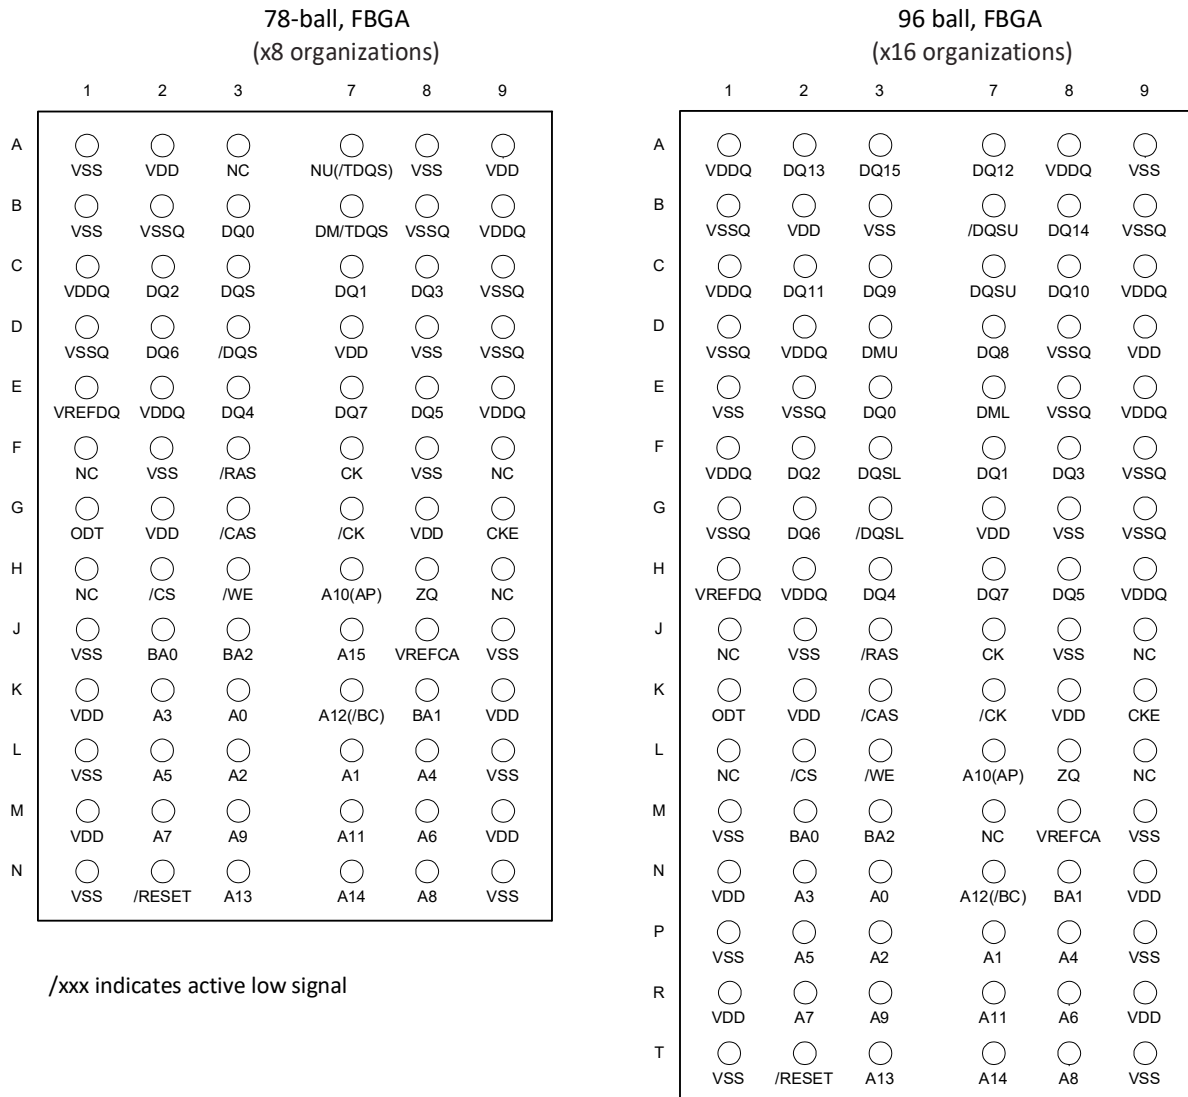 78-ball, FBGA
(x8 organizations)
1 2 3 7 8 9
A
VSS VDD NC NU(/TDQS) VSS VDD
B
VSS VSSQ DQ0 DM/TDQS VSSQ VDDQ
C
VDDQ DQ2 DQS DQ1 DQ3 VSSQ
D
VSSQ DQ6 /DQS VDD VSS VSSQ
E
VREFDQ VDDQ DQ4 DQ7 DQ5 VDDQ
F
NC VSS /RAS CK VSS NC
G
ODT VDD /CAS /CK VDD CKE
H
NC /CS /WE A10(AP) ZQ NC
J
VSS BA0 BA2 A15 VREFCA VSS
K
VDD A3 A0 A12(/BC) BA1 VDD
L
VSS A5 A2 A1 A4 VSS
M
VDD A7 A9 A11 A6 VDD
N
VSS /RESET A13 A14 A8 VSS
/xxx indicates active low signal
96 ball, FBGA
(x16 organizations)
1 2 3 7 8 9
A
VDDQ DQ13 DQ15 DQ12 VDDQ VSS
B
VSSQ VDD VSS /DQSU DQ14 VSSQ
C
VDDQ DQ11 DQ9 DQSU DQ10 VDDQ
D
VSSQ VDDQ DMU DQ8 VSSQ VDD
E
VSS VSSQ DQ0 DML VSSQ VDDQ
F
VDDQ DQ2 DQSL DQ1 DQ3 VSSQ
G
VSSQ DQ6 /DQSL VDD VSS VSSQ
H
VREFDQ VDDQ DQ4 DQ7 DQ5 VDDQ
J
NC VSS /RAS CK VSS NC
K
ODT VDD /CAS /CK VDD CKE
L
NC /CS /WE A10(AP) ZQ NC
M
VSS BA0 BA2 NC VREFCA VSS
N
VDD A3 A0 A12(/BC) BA1 VDD
P
VSS A5 A2 A1 A4 VSS
R
VDD A7 A9 A11 A6 VDD
T
VSS /RESET A13 A14 A8 VSS